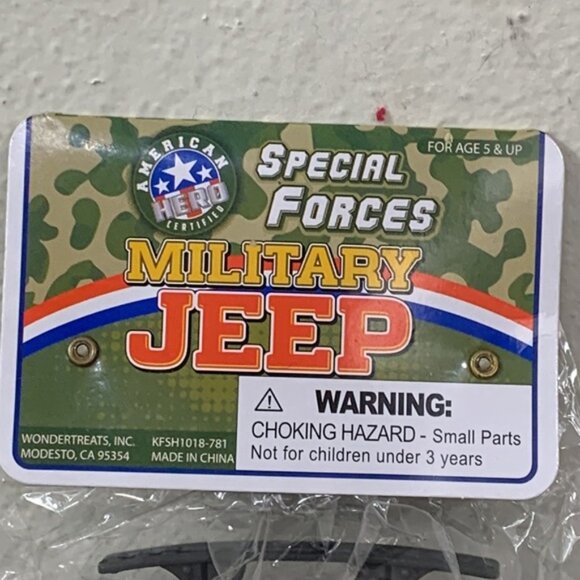 AMERICAN
HERO
CERTIFIED
SPECIAL
FORCES
FOR AGE 5 & UP
MILITARY
JEEP
WARNING:
CHOKING HAZARD - Small Parts
Not for children under 3 years
WONDERTREATS, INC.
MODESTO, CA 95354
KFSH1018-781
MADE IN CHINA